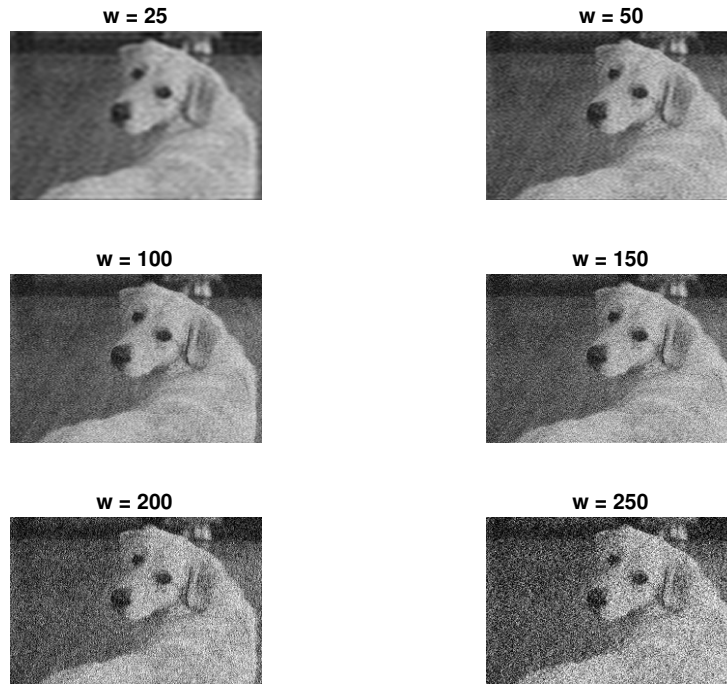 w = 25
w = 50
w = 100
w = 150
w = 200
w = 250